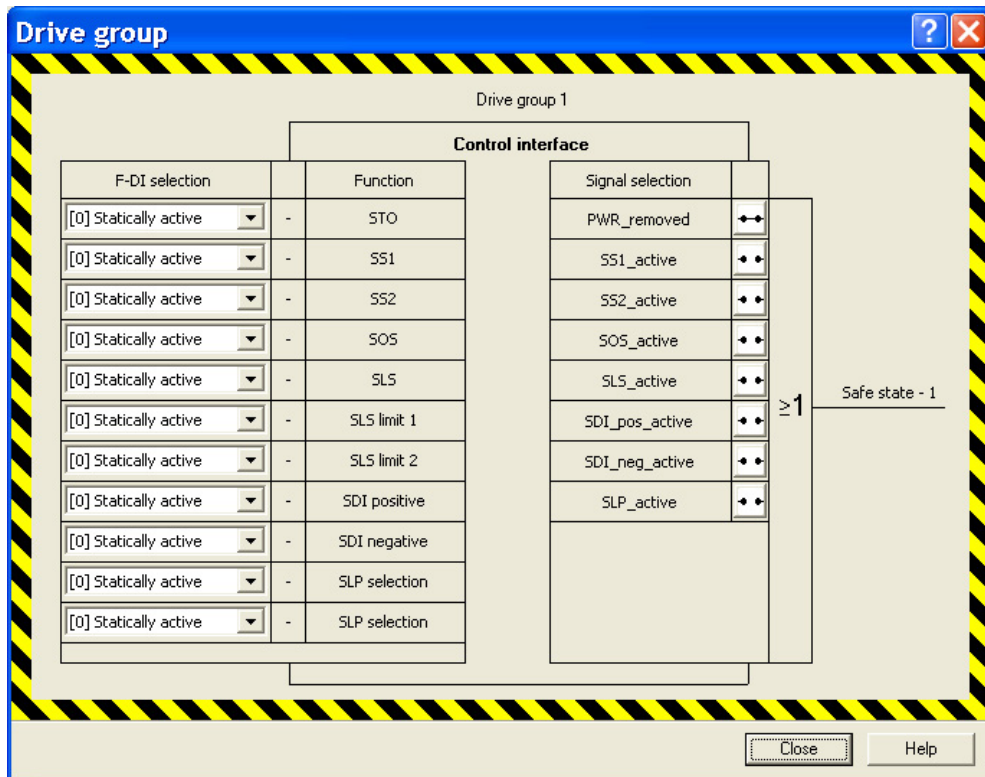 Drive group
Drive group 1
Control interface
F-DI selection Function Signal selection
[0] Statically active - STO PWR_removed
[0] Statically active - SS1 SS1_active
[0] Statically active - SS2 SS2_active
[0] Statically active - SOS SOS_active
[0] Statically active - SLS SLS_active
≥1 Safe state - 1
[0] Statically active - SLS limit 1 SDI_pos_active
[0] Statically active - SLS limit 2 SDI_neg_active
[0] Statically active - SDI positive SLP_active
[0] Statically active - SDI negative
[0] Statically active - SLP selection
[0] Statically active - SLP selection
Close Help